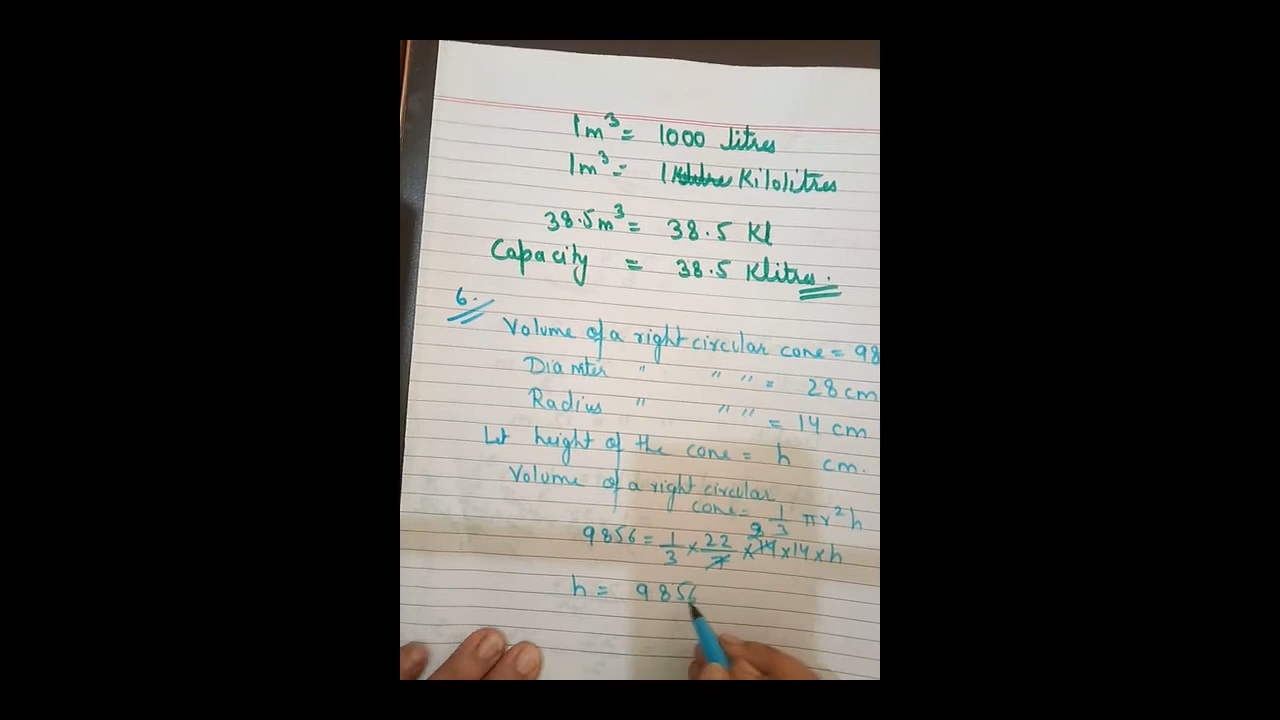 1m³ = 1000 litres
1m³ = 1 Kilolitres
38.5m³ = 38.5 Kl
Capacity = 38.5 Klitres.
6.
Volume of a right circular cone = 98
Diamter " " " = 28 cm
Radius " " " = 14 cm
Let height of the cone = h cm.
Volume of a right circular
cone = 1/3 πr²h
9856 = 1/3 × 22/7 × 14 × 14 × h
h = 9856